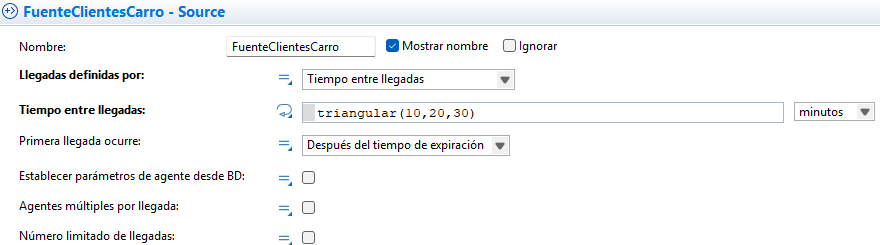 FuenteClientesCarro - Source
Nombre: FuenteClientesCarro Mostrar nombre Ignorar
Llegadas definidas por: Tiempo entre llegadas
Tiempo entre llegadas: triangular(10,20,30) minutos
Primera llegada ocurre: Después del tiempo de expiración
Establecer parámetros de agente desde BD:
Agentes múltiples por llegada:
Número limitado de llegadas: